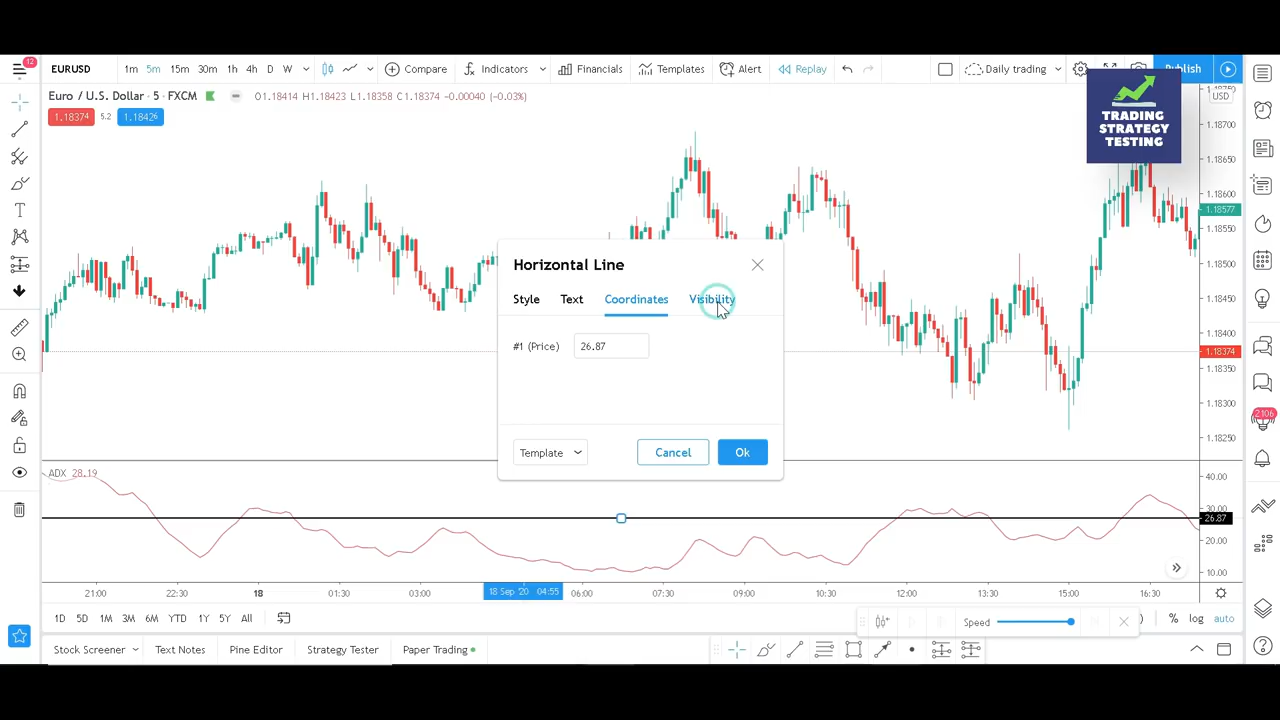 12
EURUSD
1m 5m 15m 30m 1h 4h D W
Compare
Indicators
Financials
Templates
Alert
Replay
Daily trading
Publish
Euro / U.S. Dollar · 5 · FXCM
O1.18414 H1.18423 L1.18358 C1.18374 -0.00040 (-0.03%)
USD
1.18374 5.2 1.18426
TRADING
STRATEGY
TESTING
1.18700
1.18650
1.18600
1.18577
1.18550
1.18500
1.18450
1.18400
1.18374
1.18350
1.18300
1.18250
Horizontal Line
Style Text Coordinates Visibility
#1 (Price) 26.87
Template Cancel Ok
2106
ADX 28.19
40.00
30.00
26.87
20.00
10.00
21:00 22:30 18 01:30 03:00 18 Sep '20 04:55 06:00 07:30 09:00 10:30 12:00 13:30 15:00 16:30
1D 5D 1M 3M 6M YTD 1Y 5Y All
Speed
% log auto
Stock Screener Text Notes Pine Editor Strategy Tester Paper Trading